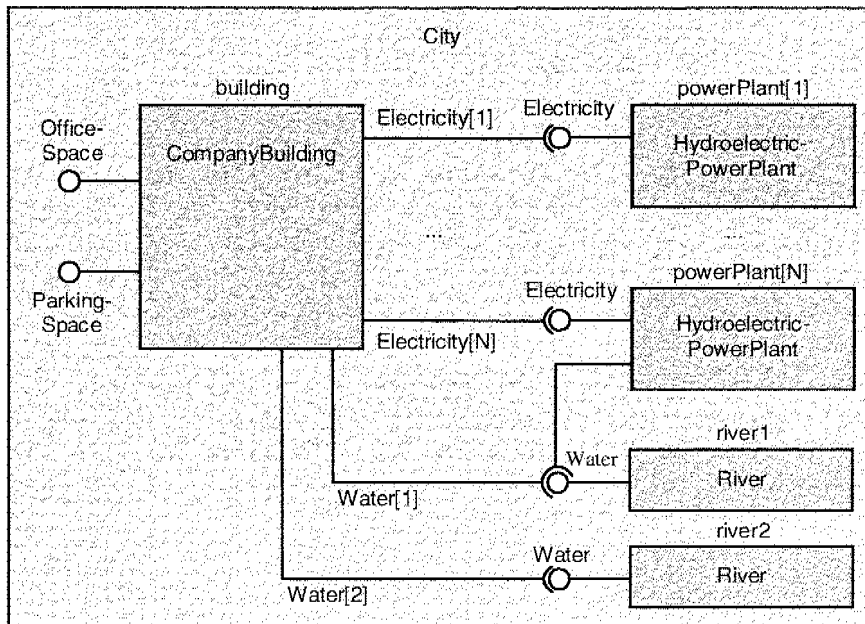 City
building
powerPlant[1]
Office-
Space
Electricity[1]
Electricity
CompanyBuilding
Hydroelectric-
PowerPlant
...
....
powerPlant[N]
Parking-
Space
Electricity
Electricity[N]
Hydroelectric-
PowerPlant
river1
Water
River
Water[1]
river2
Water
River
Water[2]